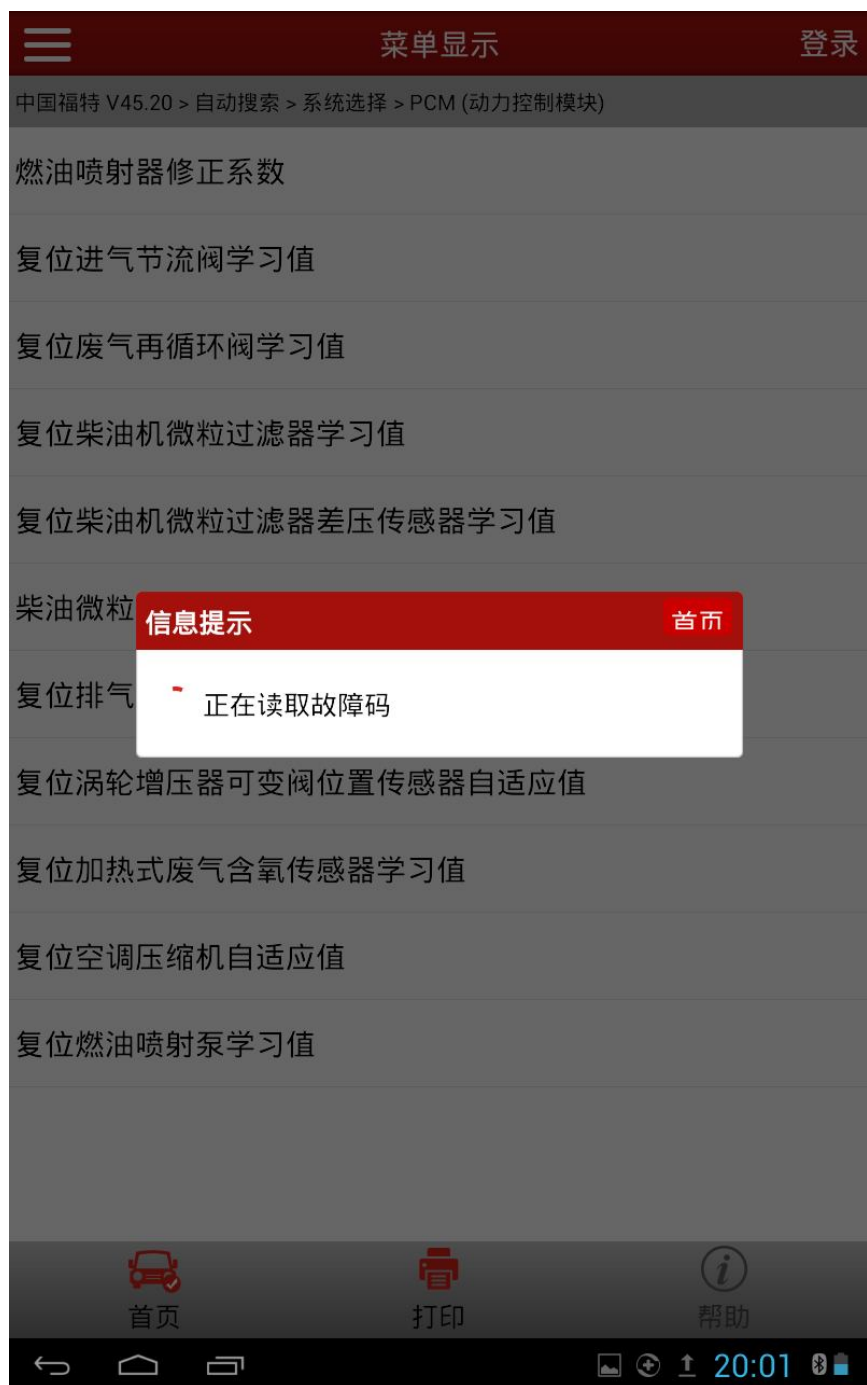 菜单显示
登录
中国福特 V45.20 > 自动搜索 > 系统选择 > PCM (动力控制模块)
燃油喷射器修正系数
复位进气节流阀学习值
复位废气再循环阀学习值
复位柴油机微粒过滤器学习值
复位柴油机微粒过滤器差压传感器学习值
柴油微粒
信息提示
首页
正在读取故障码
复位排气
复位涡轮增压器可变阀位置传感器自适应值
复位加热式废气含氧传感器学习值
复位空调压缩机自适应值
复位燃油喷射泵学习值
首页
打印
帮助
20:01